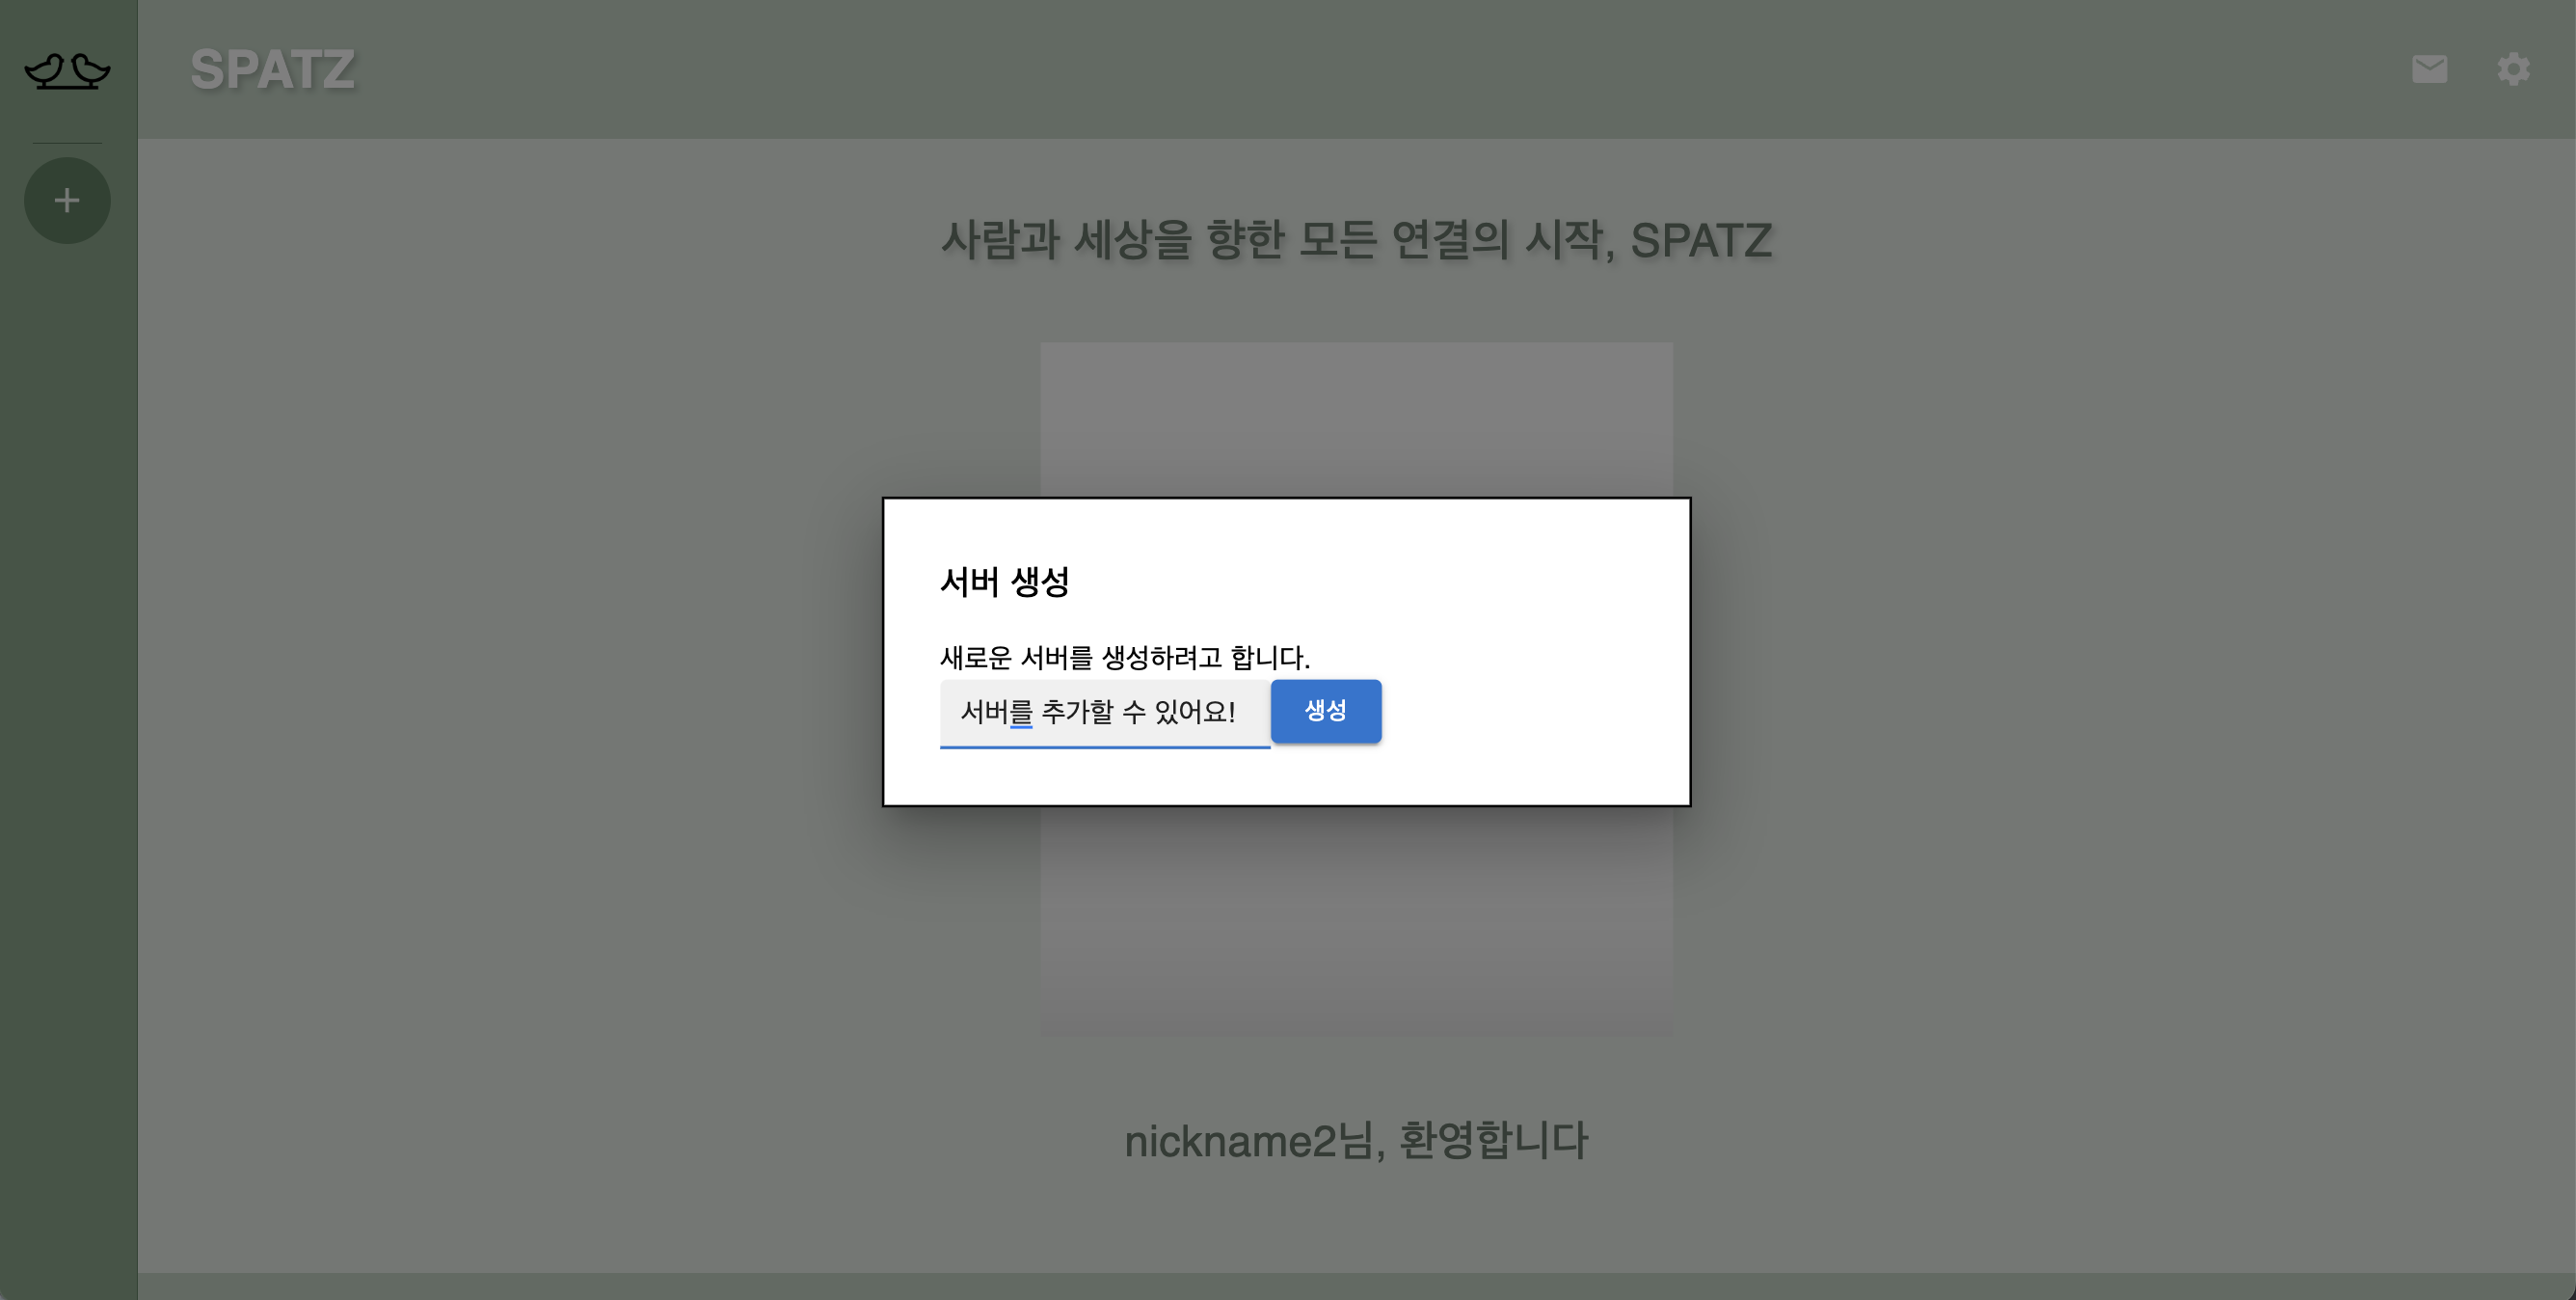 SPATZ
사람과 세상을 향한 모든 연결의 시작, SPATZ
서버 생성
새로운 서버를 생성하려고 합니다.
서버를 추가할 수 있어요!
생성
nickname2님, 환영합니다